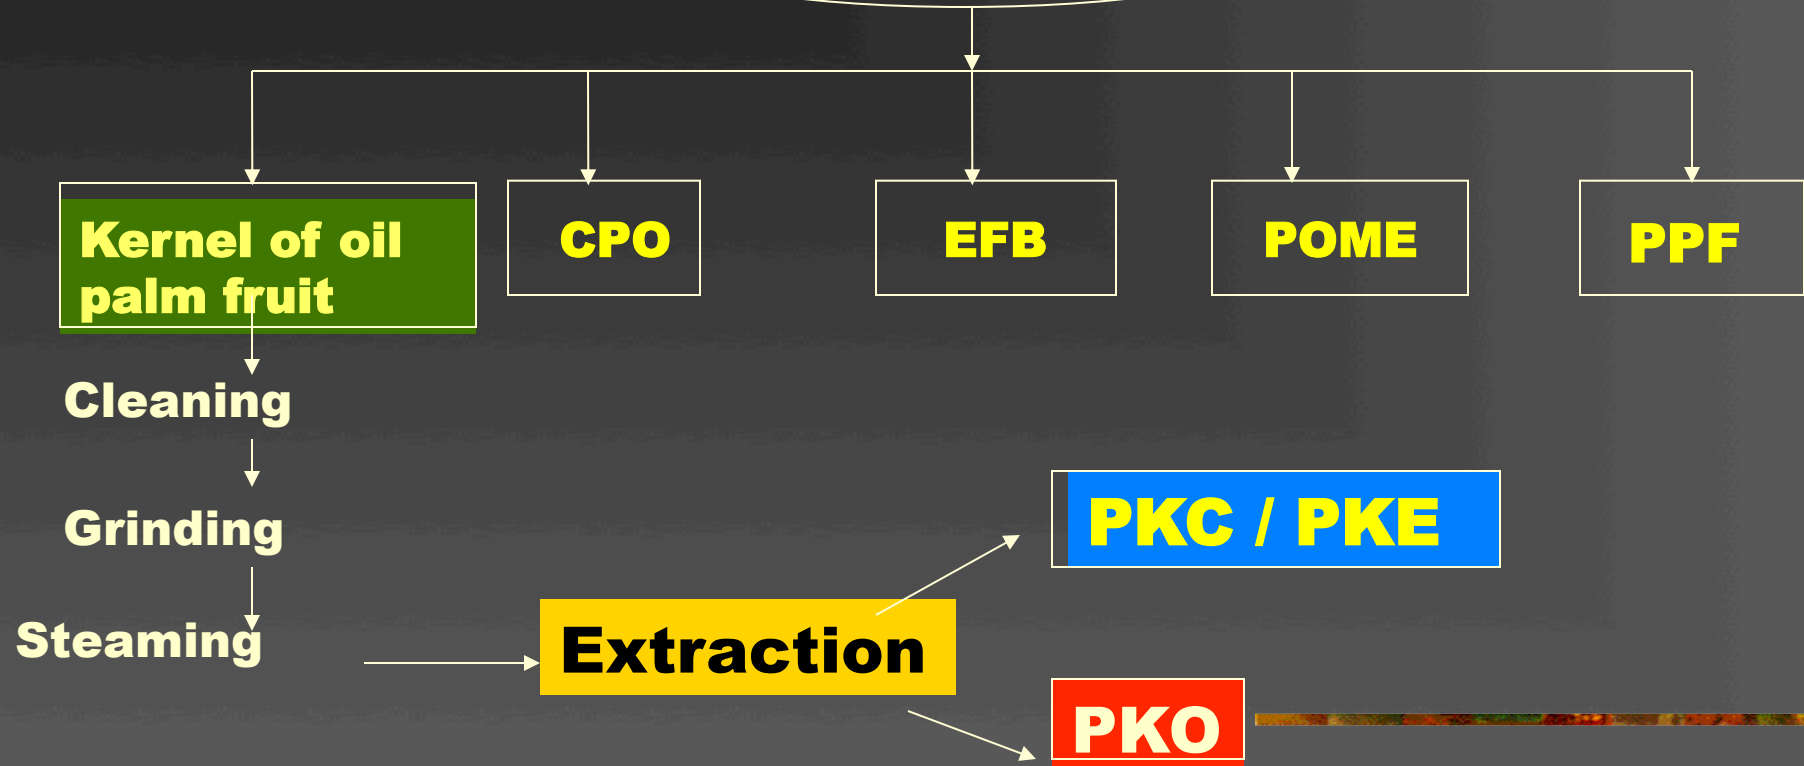 Kernel of oil
palm fruit
CPO
EFB
POME
PPF
Cleaning
Grinding
Steaming
Extraction
PKC / PKE
PKO